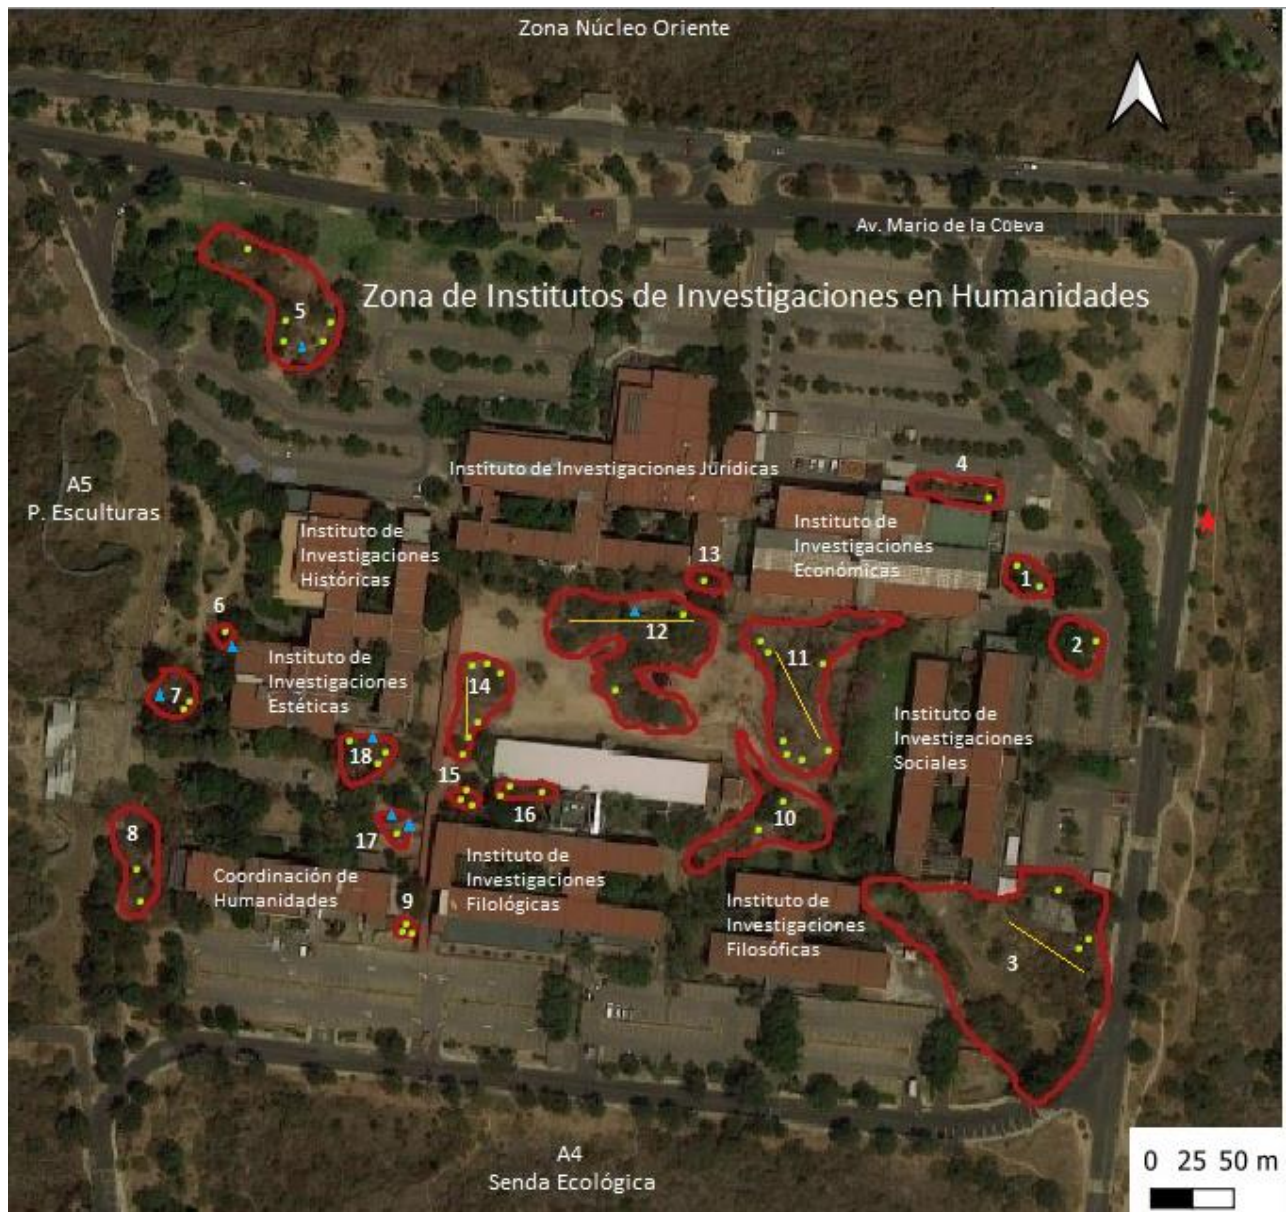 Zona Núcleo Oriente
Av. Mario de la Cueva
Zona de Institutos de Investigaciones en Humanidades
5
A5
P. Esculturas
Instituto de Investigaciones Jurídicas
4
Instituto de
Investigaciones
Históricas
Instituto de
Investigaciones
Económicas
13
1
6
12
2
11
Instituto de
Investigaciones
Estéticas
7
14
Instituto de
Investigaciones
Sociales
18
15
16
10
8
17
Coordinación de
Humanidades
Instituto de
Investigaciones
Filológicas
9
Instituto de
Investigaciones
Filosóficas
3
A4
Senda Ecológica
0 25 50 m